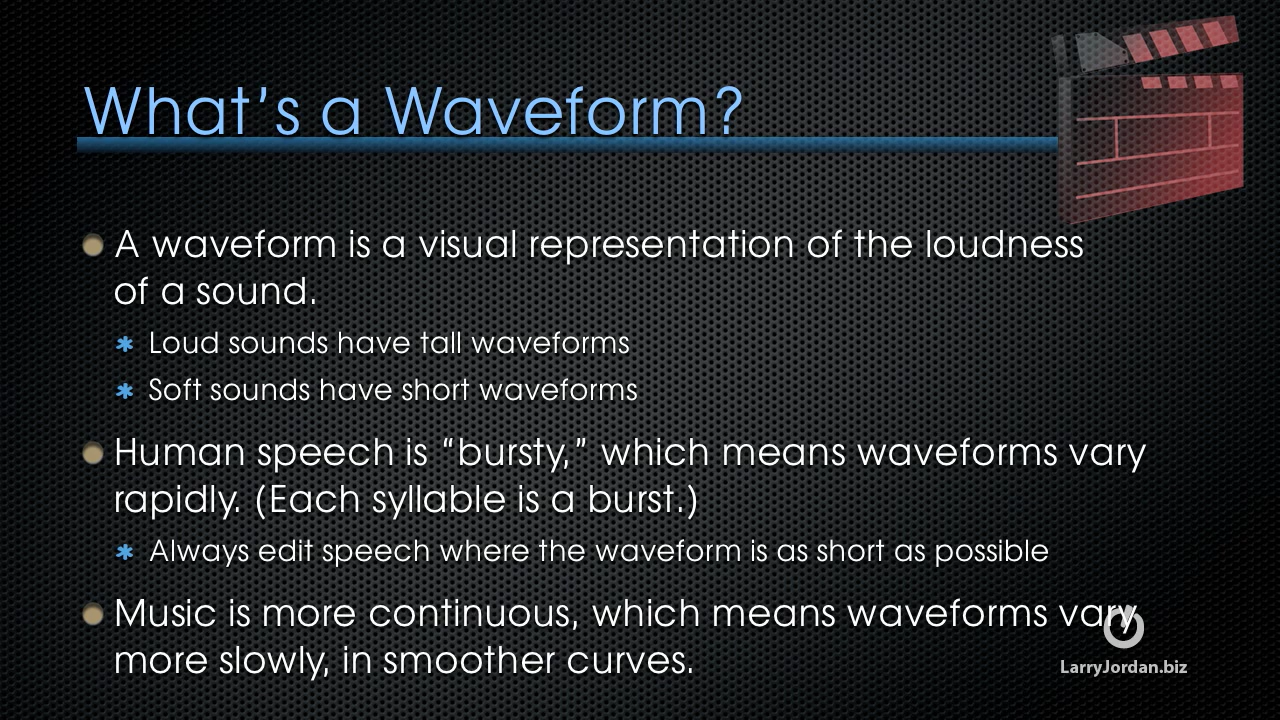 What’s a Waveform?
A waveform is a visual representation of the loudness
of a sound.
Loud sounds have tall waveforms
Soft sounds have short waveforms
Human speech is “bursty,” which means waveforms vary
rapidly. (Each syllable is a burst.)
Always edit speech where the waveform is as short as possible
Music is more continuous, which means waveforms vary
more slowly, in smoother curves.
LarryJordan.biz